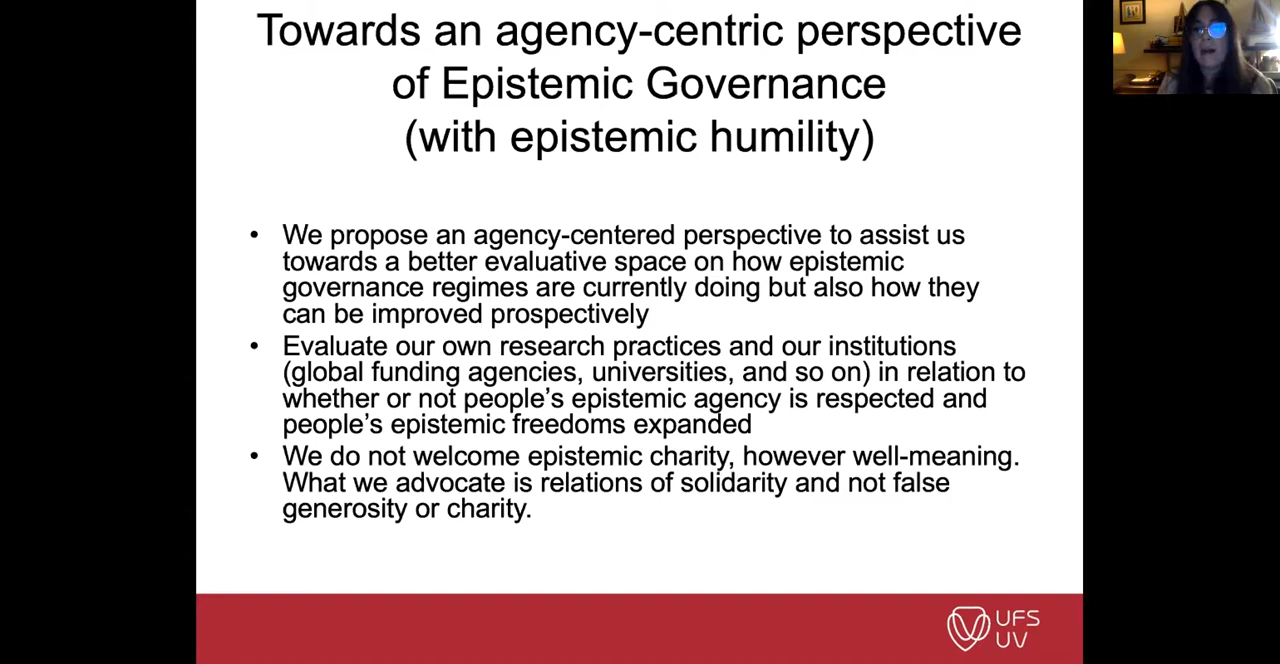 Towards an agency-centric perspective
of Epistemic Governance
(with epistemic humility)
• We propose an agency-centered perspective to assist us
towards a better evaluative space on how epistemic
governance regimes are currently doing but also how they
can be improved prospectively
• Evaluate our own research practices and our institutions
(global funding agencies, universities, and so on) in relation to
whether or not people’s epistemic agency is respected and
people’s epistemic freedoms expanded
• We do not welcome epistemic charity, however well-meaning.
What we advocate is relations of solidarity and not false
generosity or charity.
UFS
UV